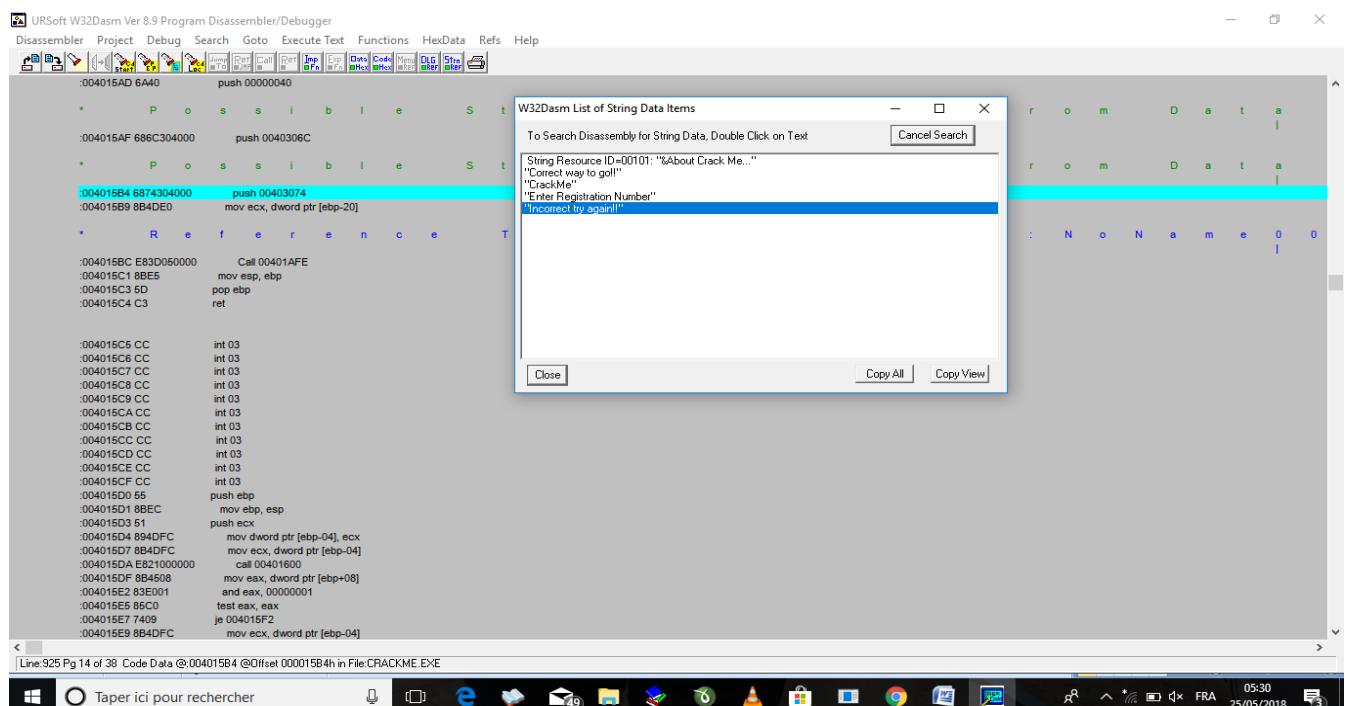 URSoft W32Dasm Ver 8.9 Program Disassembler/Debugger
Disassembler Project Debug Search Goto Execute Text Functions HexData Refs Help
:004015AD 6A40 push 00000040
* P o s s i b l e S t r o m D a t a
|
:004015AF 686C304000 push 0040306C
* P o s s i b l e S t r o m D a t a
|
:004015B4 6874304000 push 00403074
:004015B9 8B4DE0 mov ecx, dword ptr [ebp-20]
* R e f e r e n c e T : N o N a m e 0 0
|
:004015BC E83D050000 Call 00401AFE
:004015C1 8BE5 mov esp, ebp
:004015C3 5D pop ebp
:004015C4 C3 ret
:004015C5 CC int 03
:004015C6 CC int 03
:004015C7 CC int 03
:004015C8 CC int 03
:004015C9 CC int 03
:004015CA CC int 03
:004015CB CC int 03
:004015CC CC int 03
:004015CD CC int 03
:004015CE CC int 03
:004015CF CC int 03
:004015D0 55 push ebp
:004015D1 8BEC mov ebp, esp
:004015D3 51 push ecx
:004015D4 894DFC mov dword ptr [ebp-04], ecx
:004015D7 8B4DFC mov ecx, dword ptr [ebp-04]
:004015DA E821000000 call 00401600
:004015DF 8B4508 mov eax, dword ptr [ebp+08]
:004015E2 83E001 and eax, 00000001
:004015E5 85C0 test eax, eax
:004015E7 7409 je 004015F2
:004015E9 8B4DFC mov ecx, dword ptr [ebp-04]
W32Dasm List of String Data Items
To Search Disassembly for String Data, Double Click on Text
Cancel Search
String Resource ID=00101: "&About Crack Me..."
"Correct way to go!!"
"CrackMe"
"Enter Registration Number"
"Incorrect try again!!"
Close Copy All Copy View
Line:925 Pg 14 of 38 Code Data @:004015B4 @Offset 000015B4h in File:CRACKME.EXE
Taper ici pour rechercher
49
FRA
05:30
25/05/2018
3